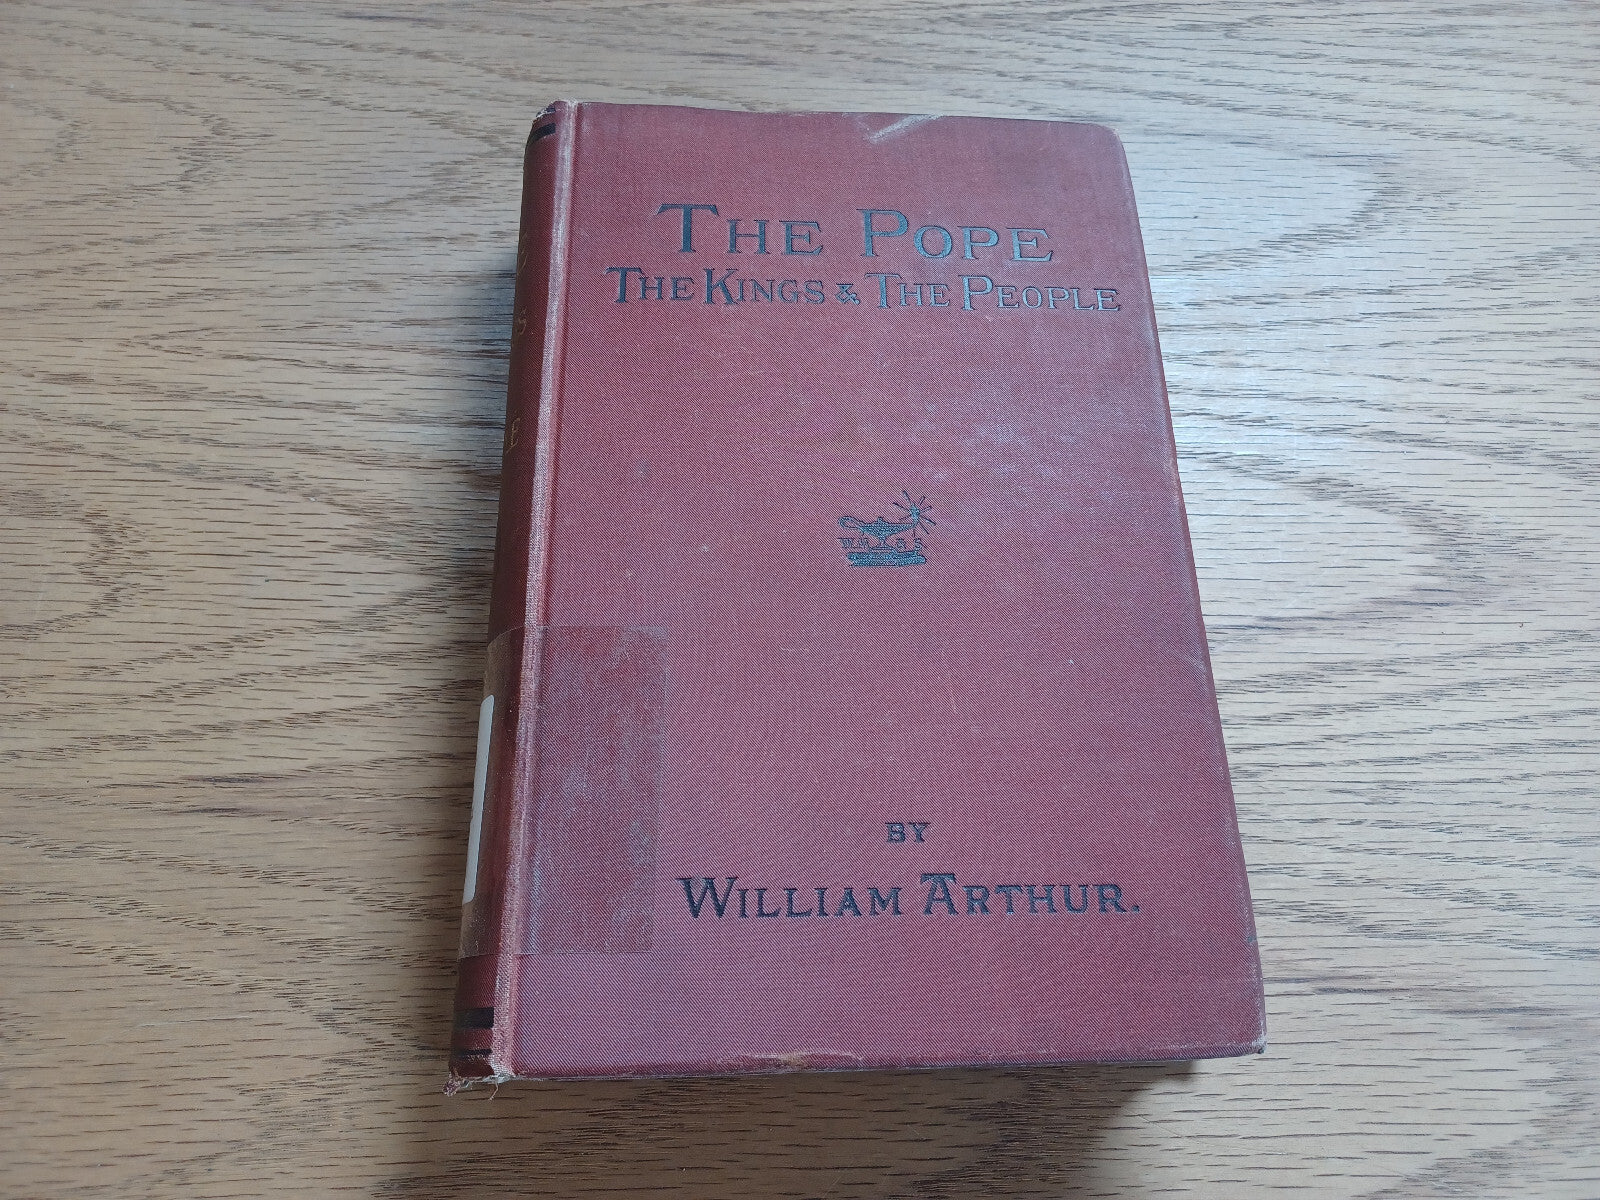 THE POPE
THE KINGS & THE PEOPLE
BY
WILLIAM ARTHUR.